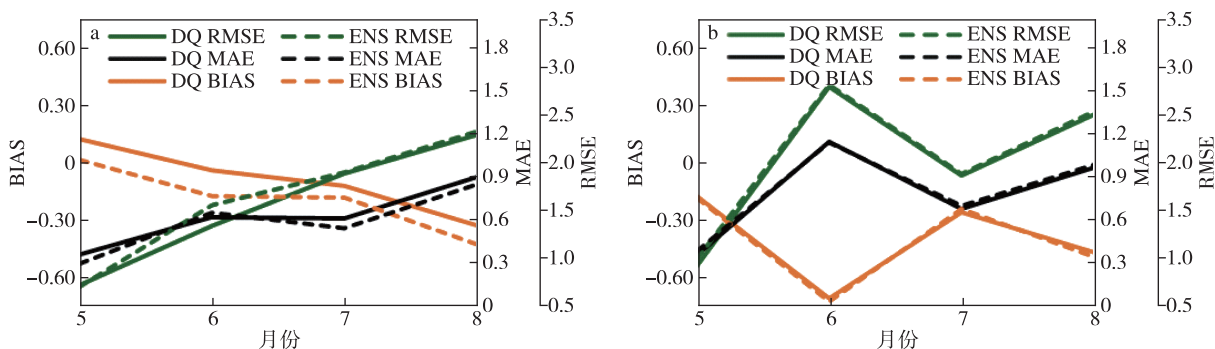 a
DQ RMSE
ENS RMSE
DQ MAE
ENS MAE
DQ BIAS
ENS BIAS
0.60
0.30
0
−0.30
−0.60
BIAS
1.8
1.5
1.2
0.9
0.6
0.3
0
MAE
3.5
3.0
2.5
2.0
1.5
1.0
0.5
RMSE
5 6 7 8
月份
b
DQ RMSE
ENS RMSE
DQ MAE
ENS MAE
DQ BIAS
ENS BIAS
0.60
0.30
0
−0.30
−0.60
BIAS
1.8
1.5
1.2
0.9
0.6
0.3
0
MAE
3.5
3.0
2.5
2.0
1.5
1.0
0.5
RMSE
5 6 7 8
月份